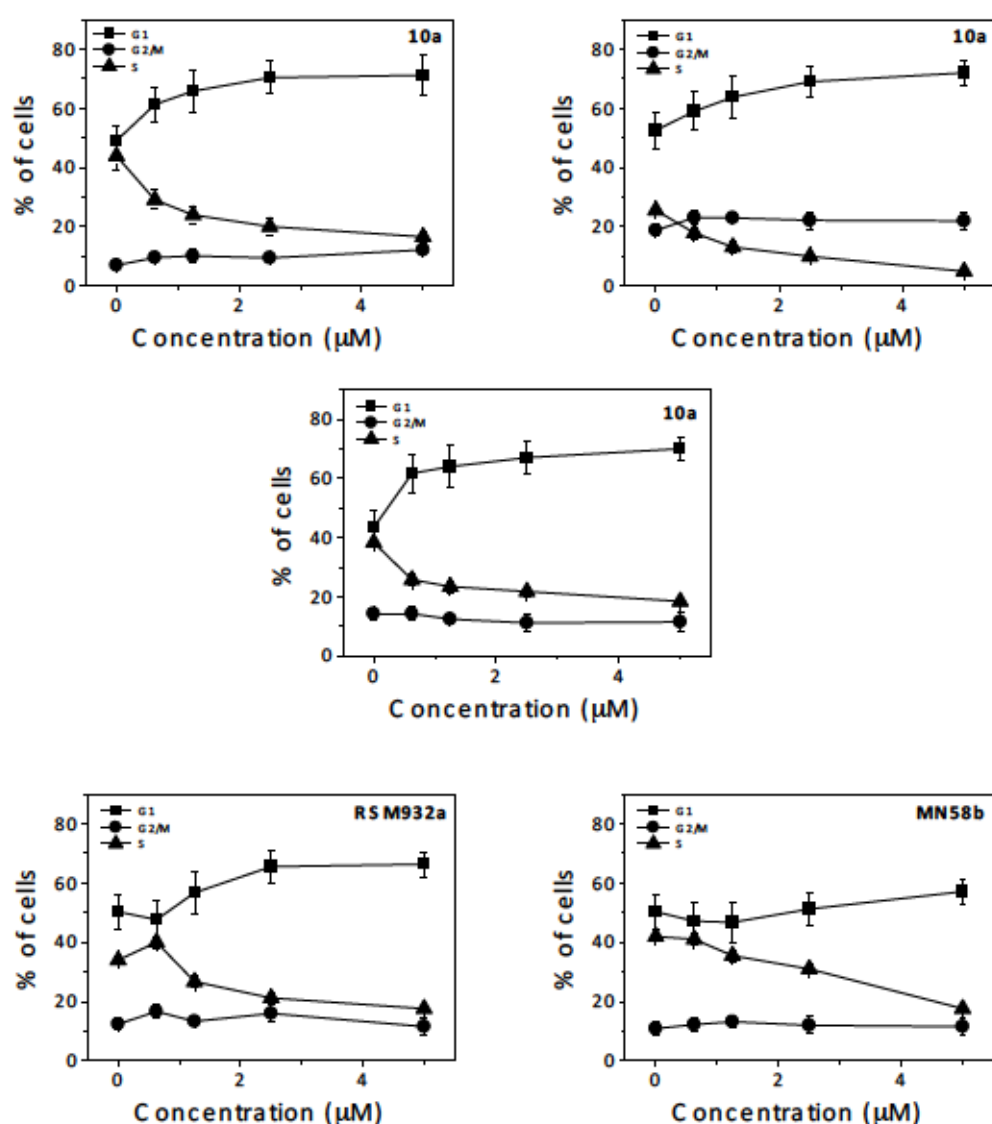 10a
G1
G2/M
S
80
60
40
20
0
% of cells
0 2 4
Concentration (μM)
10a
G1
G2/M
S
80
60
40
20
0
% of cells
0 2 4
Concentration (μM)
10a
G1
G2/M
S
80
60
40
20
0
% of cells
0 2 4
Concentration (μM)
RSM932a
G1
G2/M
S
80
60
40
20
0
% of cells
0 2 4
Concentration (μM)
MN58b
G1
G2/M
S
80
60
40
20
0
% of cells
0 2 4
Concentration (μM)